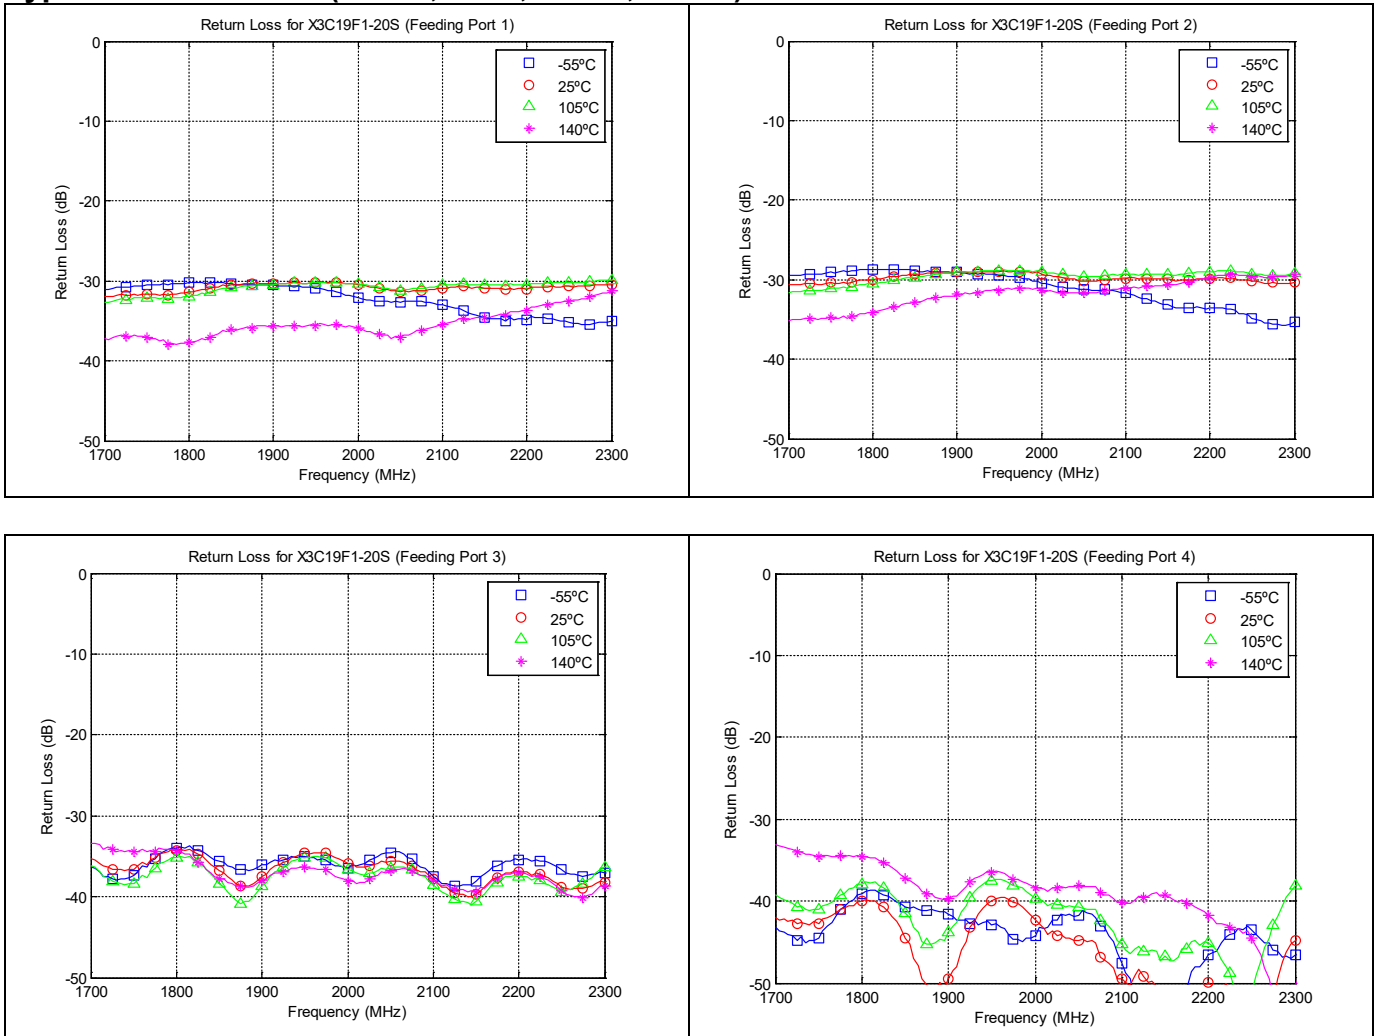 Return Loss for X3C19F1-20S (Feeding Port 1)
0
-10
-20
-30
-40
-50
Return Loss (dB)
-55ºC
25ºC
105ºC
140ºC
1700 1800 1900 2000 2100 2200 2300
Frequency (MHz)
Return Loss for X3C19F1-20S (Feeding Port 2)
0
-10
-20
-30
-40
-50
Return Loss (dB)
-55ºC
25ºC
105ºC
140ºC
1700 1800 1900 2000 2100 2200 2300
Frequency (MHz)
Return Loss for X3C19F1-20S (Feeding Port 3)
0
-10
-20
-30
-40
-50
Return Loss (dB)
-55ºC
25ºC
105ºC
140ºC
1700 1800 1900 2000 2100 2200 2300
Frequency (MHz)
Return Loss for X3C19F1-20S (Feeding Port 4)
0
-10
-20
-30
-40
-50
Return Loss (dB)
-55ºC
25ºC
105ºC
140ºC
1700 1800 1900 2000 2100 2200 2300
Frequency (MHz)